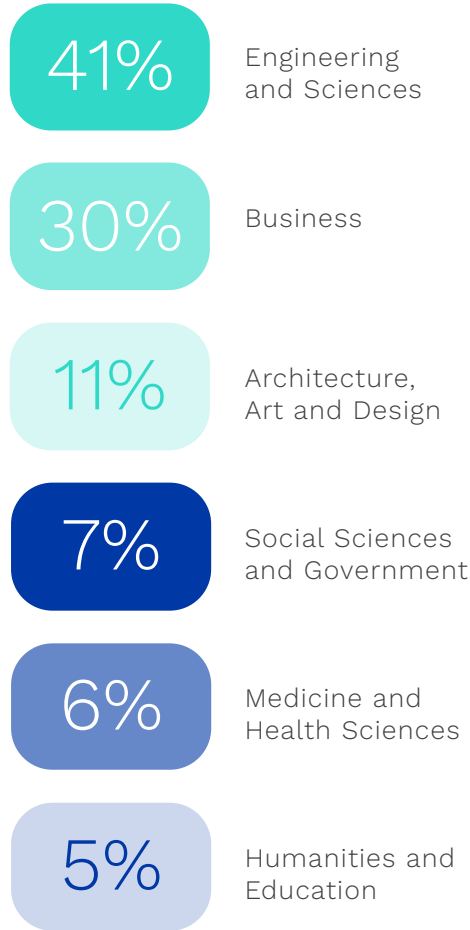 41%
Engineering
and Sciences
30%
Business
11%
Architecture,
Art and Design
7%
Social Sciences
and Government
6%
Medicine and
Health Sciences
5%
Humanities and
Education